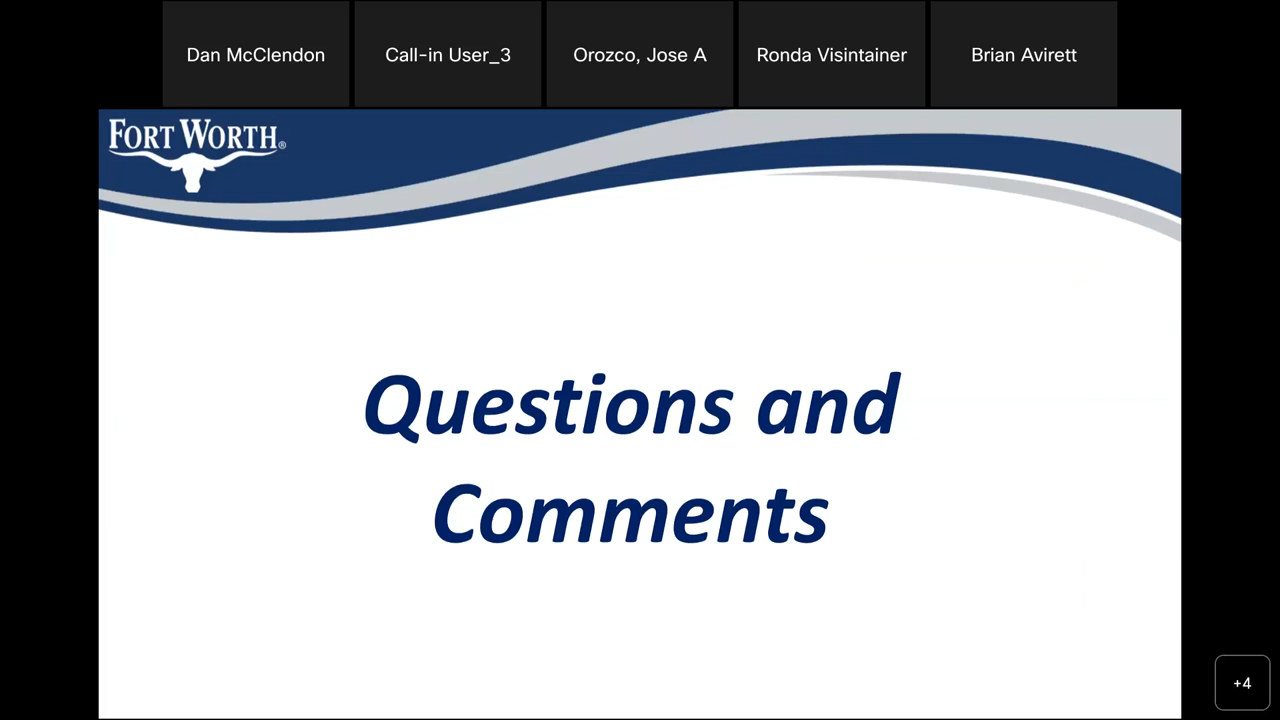 Dan McClendon
Call-in User_3
Orozco, Jose A
Ronda Visintainer
Brian Avirett
FORT WORTH®
Questions and
Comments
+4